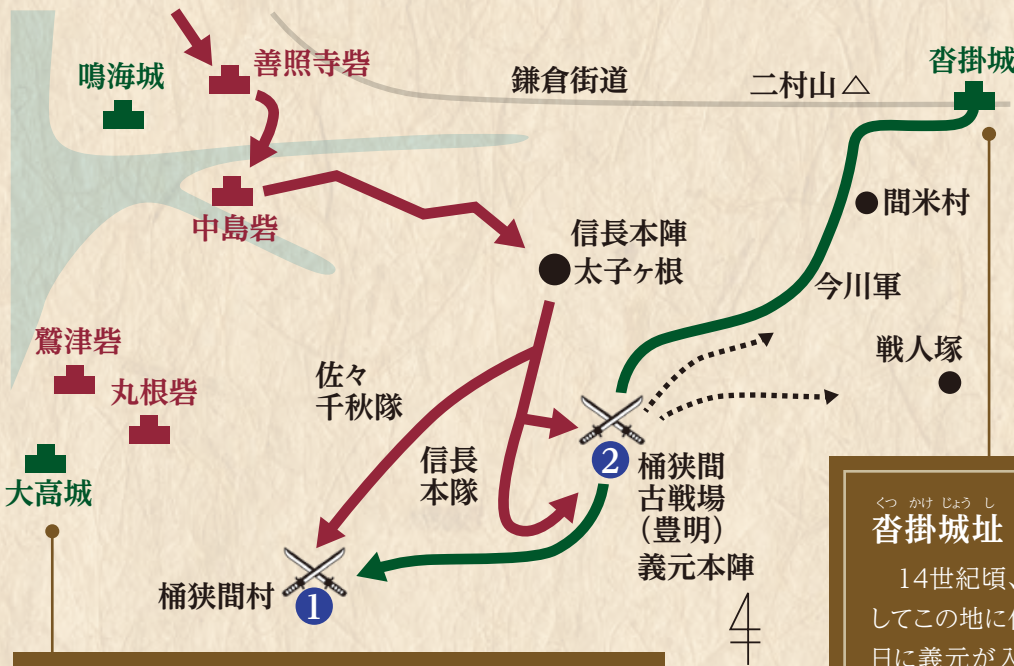 鳴海城
善照寺砦
鎌倉街道
二村山△
沓掛城
中島砦
間米村
信長本陣
太子ヶ根
今川軍
鷲津砦
丸根砦
戦人塚
佐々
千秋隊
大高城
信長
本隊
2
桶狭間
古戦場
（豊明）
義元本陣
桶狭間村
1
くつ かけ じょう し
沓掛城址
14世紀頃、
してこの地に
日に義元が入